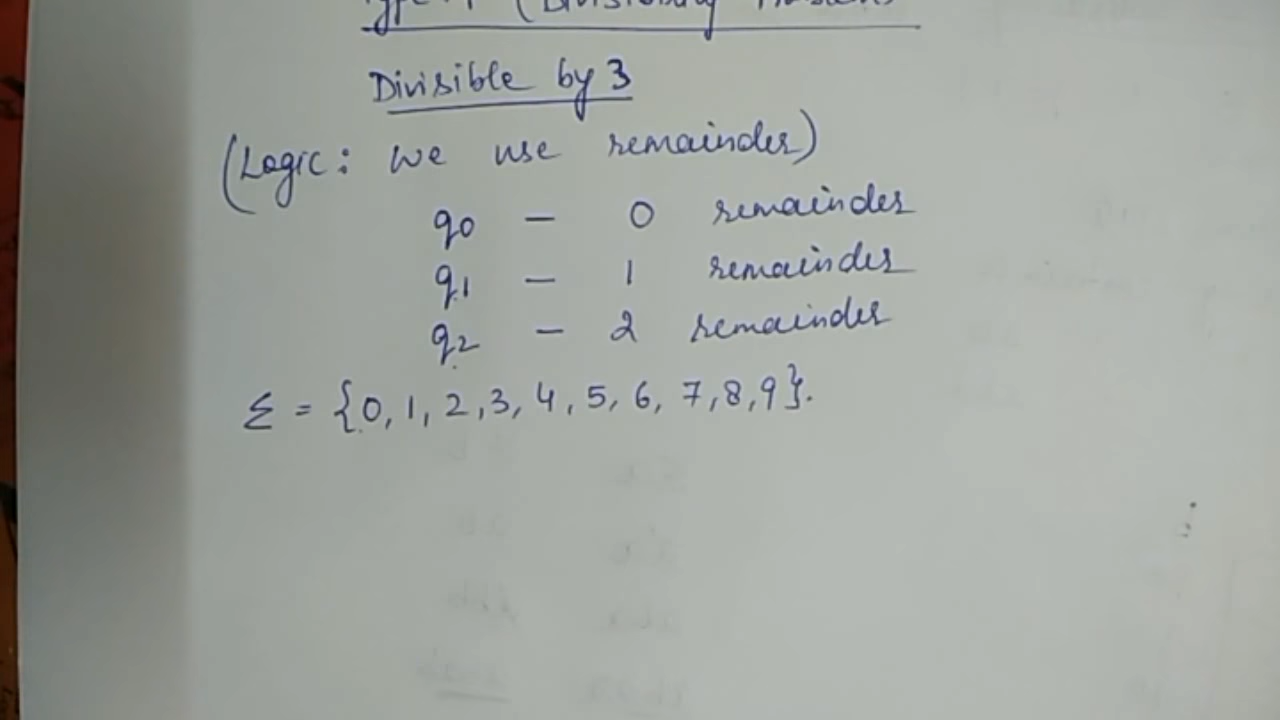 Divisible by 3
(Logic: we use remainder)
q0 - 0 remainder
q1 - 1 remainder
q2 - 2 remainder
Σ = {0, 1, 2, 3, 4, 5, 6, 7, 8, 9}.